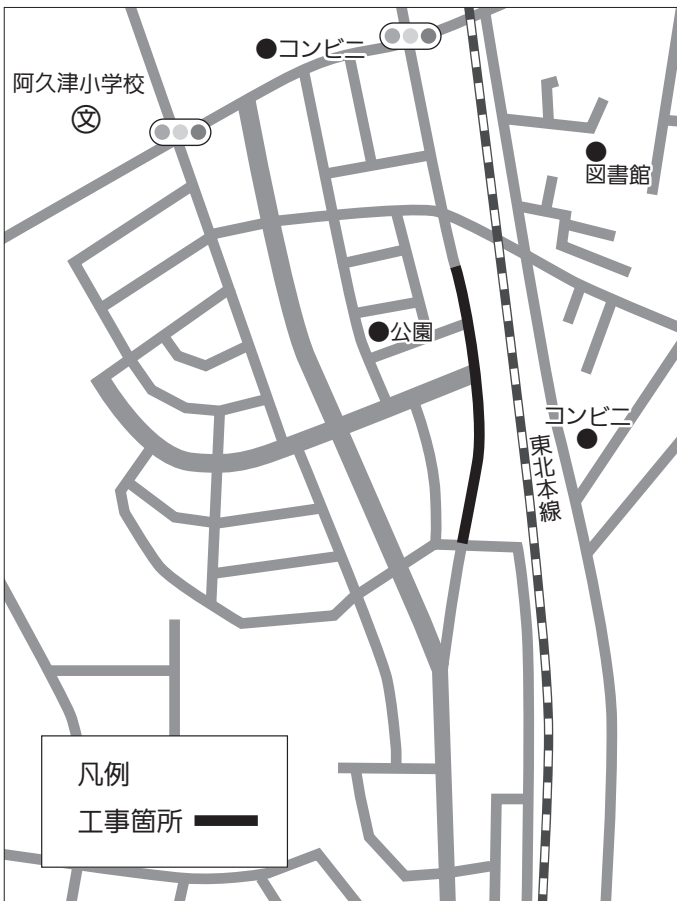 コンビニ
阿久津小学校
文
図書館
公園
コンビニ
東北本線
凡例
工事箇所